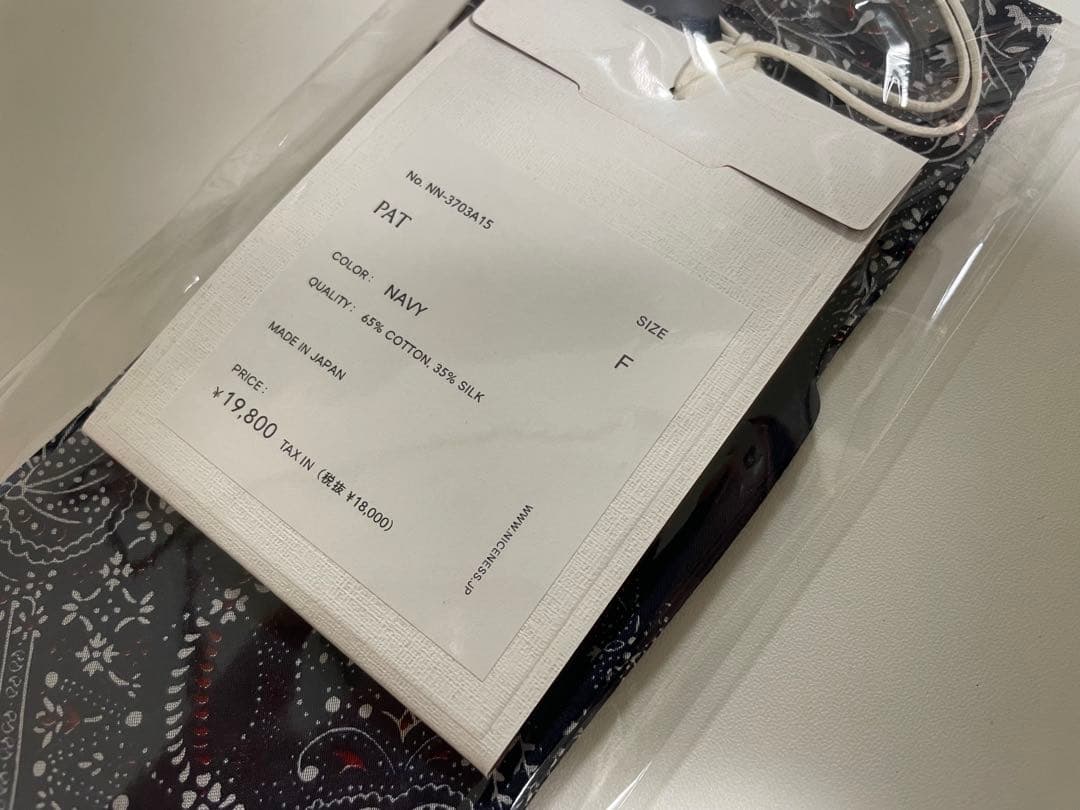 No. NN-3703A15
PAT
COLOR: NAVY
QUALITY: 65% COTTON, 35% SILK
SIZE
F
MADE IN JAPAN
PRICE:
¥19,800 TAX IN (税抜 ¥18,000)
WWW.NICENESS.JP